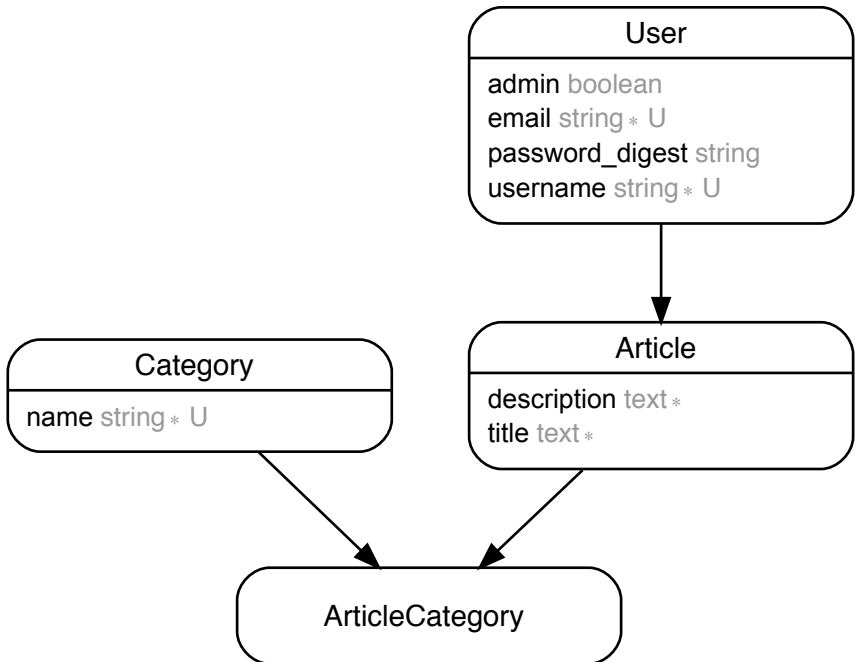 User
admin boolean
email string ∗ U
password_digest string
username string ∗ U
Category
name string ∗ U
Article
description text ∗
title text ∗
ArticleCategory